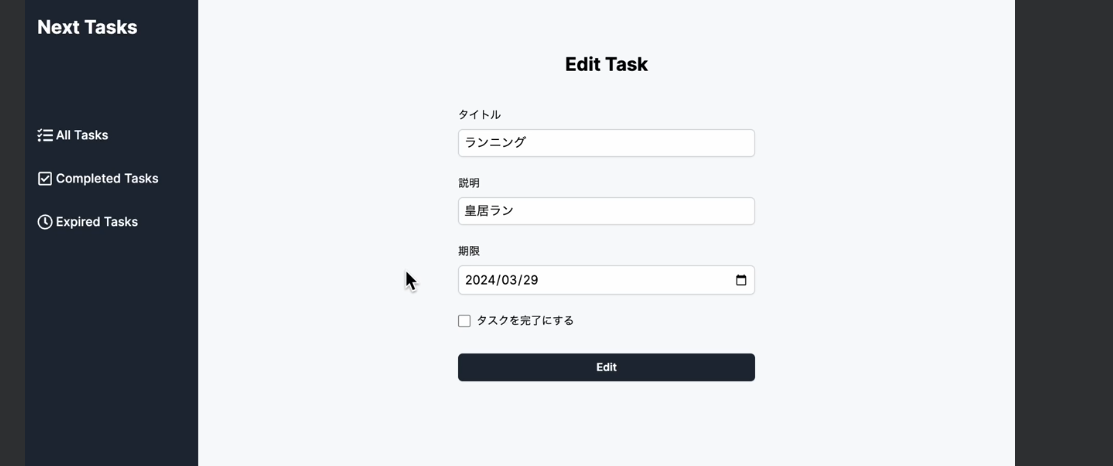 Next Tasks
All Tasks
Completed Tasks
Expired Tasks
Edit Task
タイトル
ランニング
説明
皇居ラン
期限
2024/03/29
タスクを完了にする
Edit